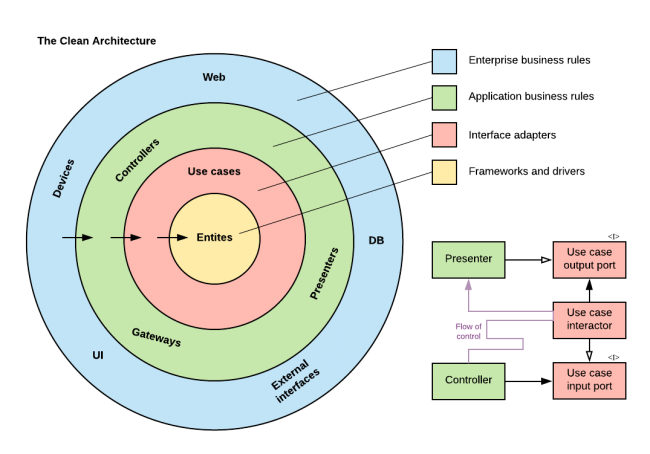 The Clean Architecture
Web
Devices
Controllers
Use cases
Entites
DB
Presenters
Gateways
UI
External
interfaces
Enterprise business rules
Application business rules
Interface adapters
Frameworks and drivers
Presenter
<I>
Use case
output port
Flow of
control
Use case
interactor
<I>
Controller
Use case
input port